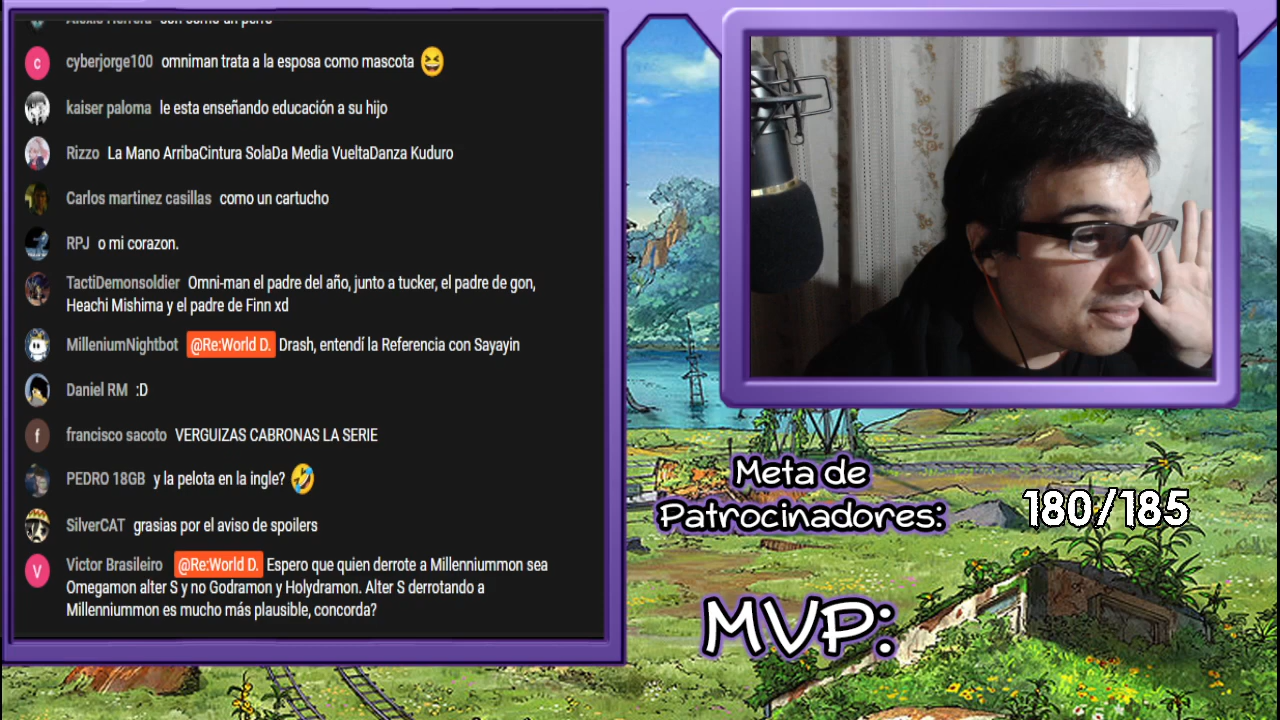 cyberjorge100 omniman trata a la esposa como mascota 😆
kaiser paloma le esta enseñando educación a su hijo
Rizzo La Mano ArribaCintura SolaDa Media VueltaDanza Kuduro
Carlos martinez casillas como un cartucho
RPJ o mi corazon.
TactiDemonsoldier Omni-man el padre del año, junto a tucker, el padre de gon,
Heachi Mishima y el padre de Finn xd
MilleniumNightbot @Re:World D. Drash, entendí la Referencia con Sayayin
Daniel RM :D
francisco sacoto VERGUIZAS CABRONAS LA SERIE
PEDRO 18GB y la pelota en la ingle? 🤣
SilverCAT grasias por el aviso de spoilers
Victor Brasileiro @Re:World D. Espero que quien derrote a Millenniummon sea
Omegamon alter S y no Godramon y Holydramon. Alter S derrotando a
Millenniummon es mucho más plausible, concorda?
Meta de
Patrocinadores:
180/185
MVP: